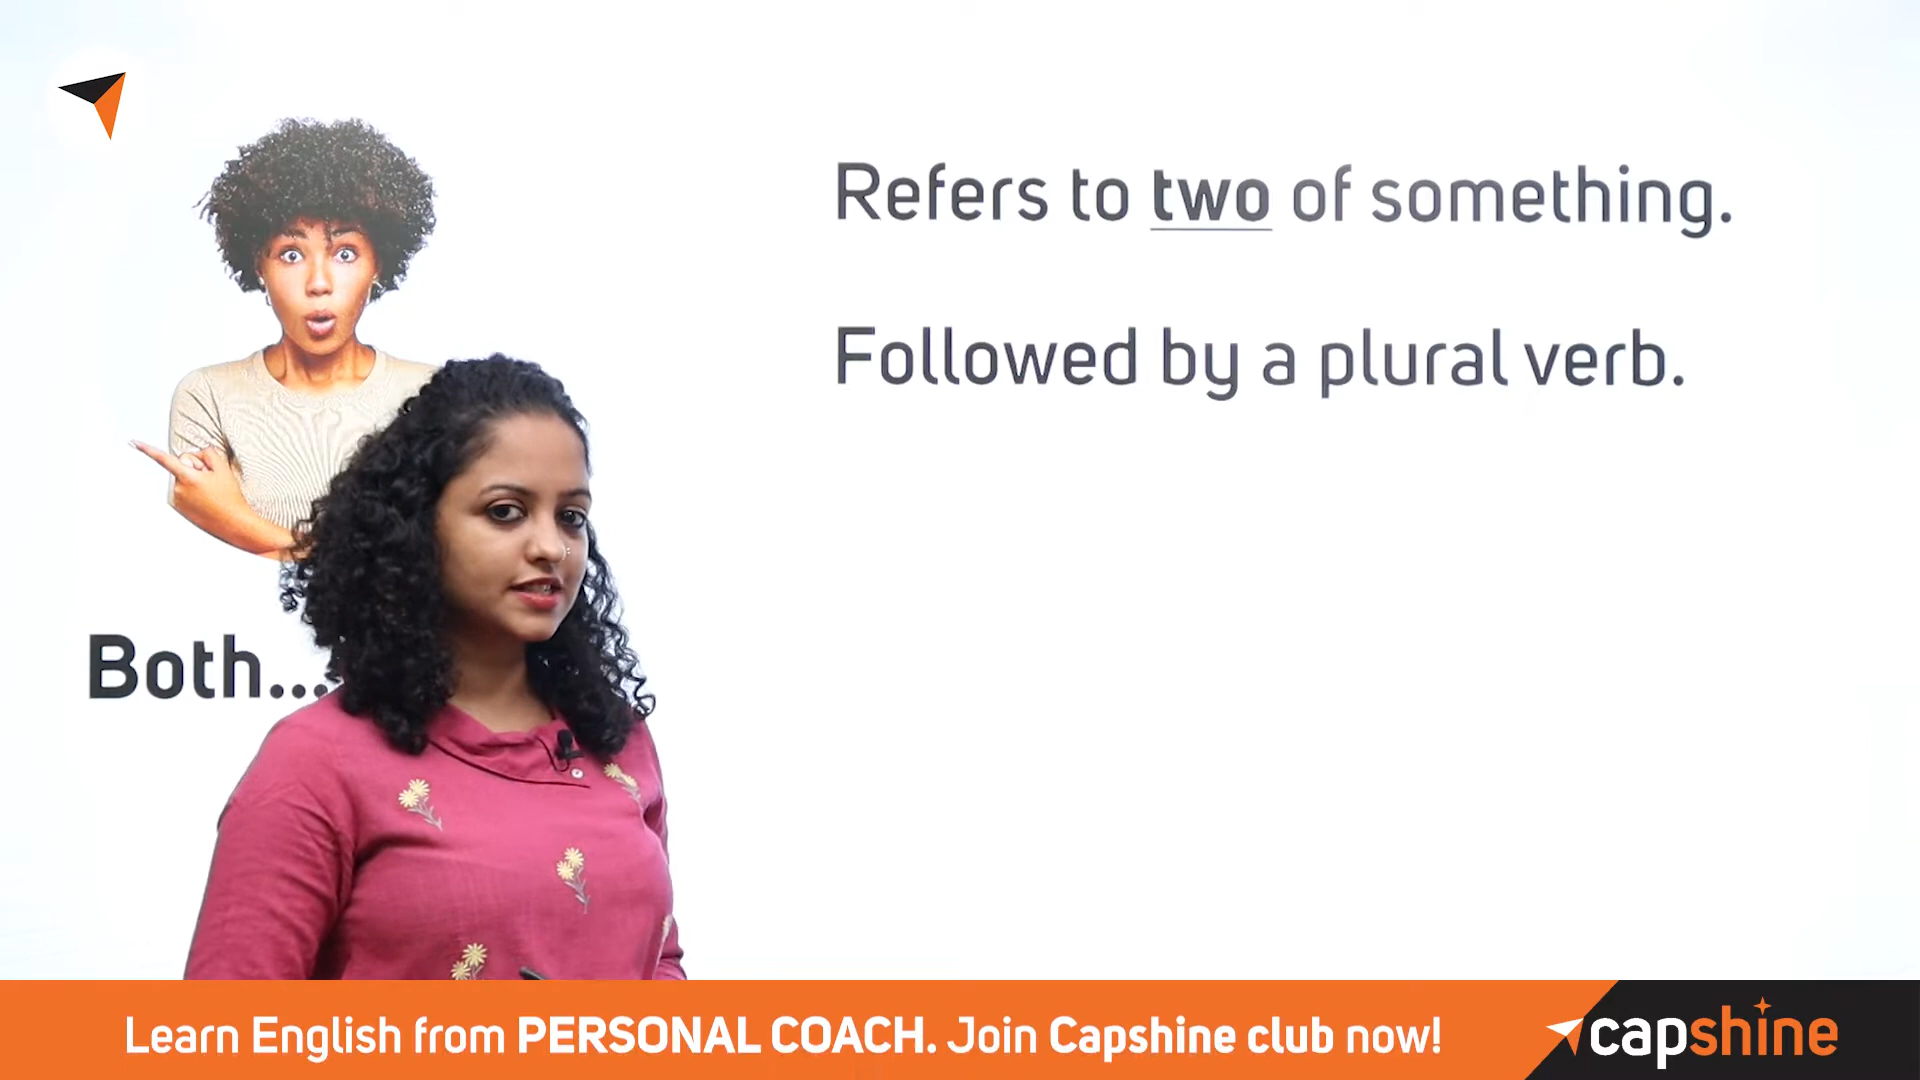 Refers to two of something.
Followed by a plural verb.
Both...
Learn English from PERSONAL COACH. Join Capshine club now!
capshine